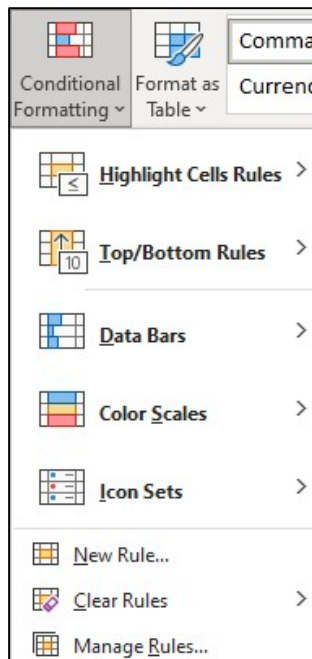 Conditional Formatting
Format as Table
Comma
Currenc
≤
Highlight Cells Rules
10
Top/Bottom Rules
Data Bars
Color Scales
Icon Sets
New Rule...
Clear Rules
Manage Rules...